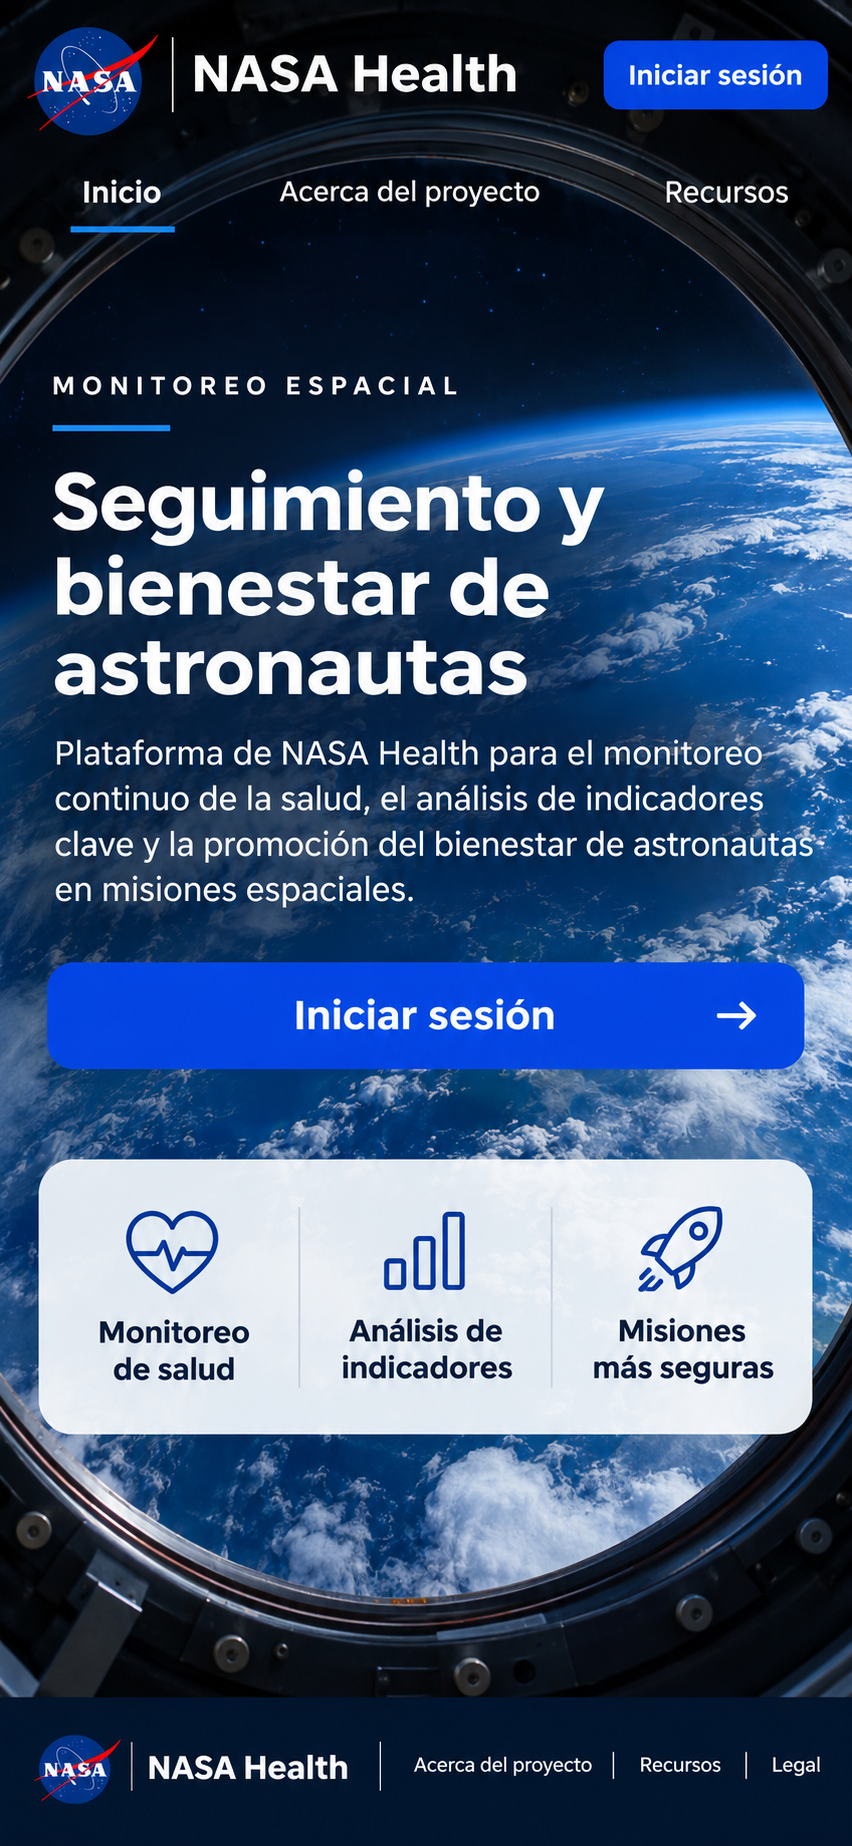 NASA
NASA Health
Iniciar sesión
Inicio
Acerca del proyecto
Recursos
MONITOREO ESPACIAL
Seguimiento y
bienestar de
astronautas
Plataforma de NASA Health para el monitoreo
continuo de la salud, el análisis de indicadores
clave y la promoción del bienestar de astronautas
en misiones espaciales.
Iniciar sesión
Monitoreo
de salud
Análisis de
indicadores
Misiones
más seguras
NASA
NASA Health
Acerca del proyecto
Recursos
Legal